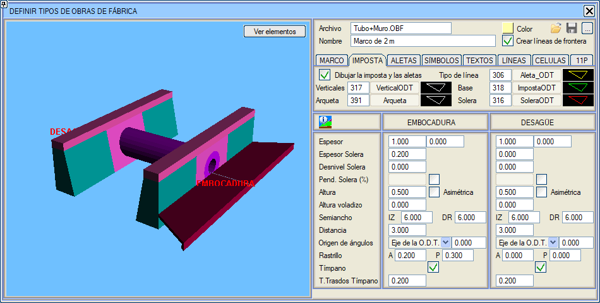 DEFINIR TIPOS DE OBRAS DE FÁBRICA
Ver elementos
DESA
EMBOCADURA
Archivo Tubo+Muro.OBF Color ...
Nombre Marco de 2 m Crear líneas de frontera
MARCO IMPOSTA ALETAS SÍMBOLOS TEXTOS LÍNEAS CELULAS 11P
Dibujar la imposta y las aletas Tipo de línea 306 Aleta_ODT
Verticales 317 VerticalODT Base 318 ImpostaODT
Arqueta 391 Arqueta Solera 316 SoleraODT
EMBOCADURA DESAGÜE
Espesor 1.000 0.000 1.000 0.000
Espesor Solera 0.200 0.000
Desnivel Solera 0.000 0.000
Pend. Solera (%)
Altura 0.500 Asimétrica 0.500 Asimétrica
Altura voladizo 0.000 0.000
Semiancho IZ 6.000 DR 6.000 IZ 6.000 DR 6.000
Distancia 3.000 3.000
Origen de ángulos Eje de la O.D.T. 0.000 Eje de la O.D.T. 0.000
Rastrillo A 0.200 P 0.300 A 0.000 P 0.000
Tímpano
T.Trasdos Tímpano 0.200 0.200